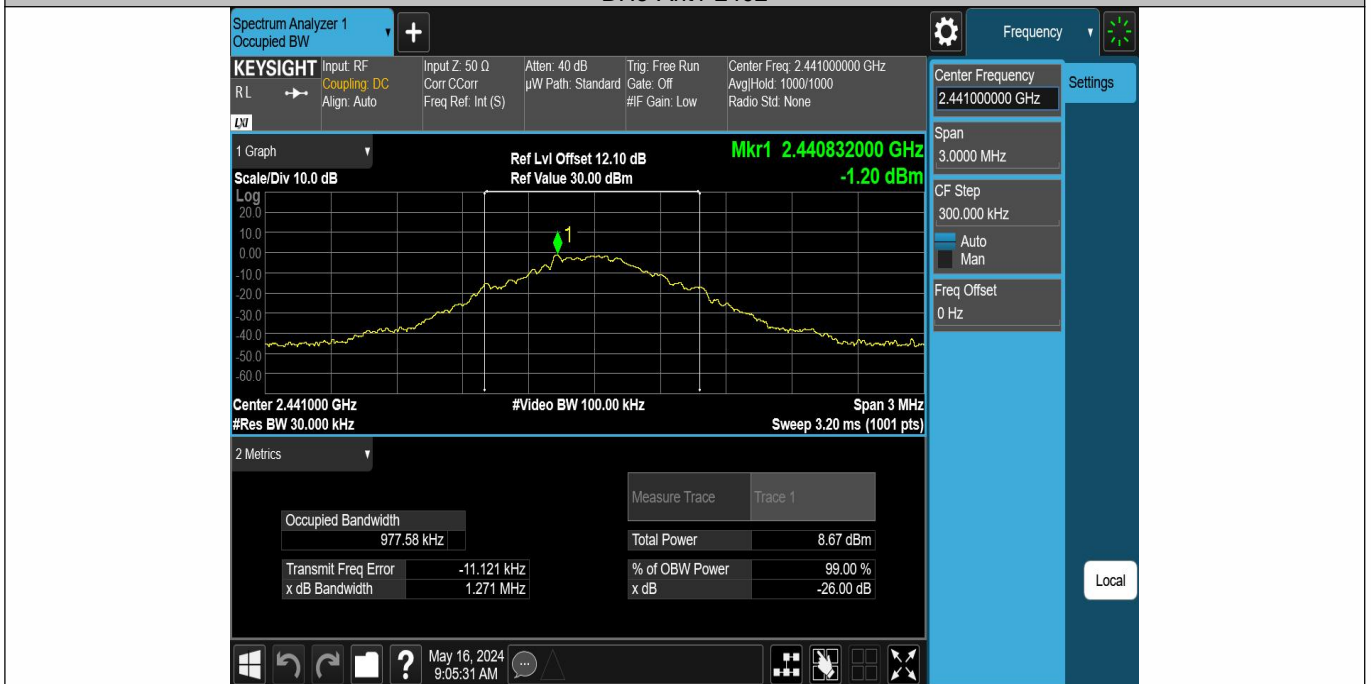 Spectrum Analyzer 1
Occupied BW
+
Frequency
KEYSIGHT
RL
LXI
Input: RF
Coupling: DC
Align: Auto
Input Z: 50 Ω
Corr CCorr
Freq Ref: Int (S)
Atten: 40 dB
µW Path: Standard
Trig: Free Run
Gate: Off
#IF Gain: Low
Center Freq: 2.441000000 GHz
Avg|Hold: 1000/1000
Radio Std: None
1 Graph
Scale/Div 10.0 dB
Ref Lvl Offset 12.10 dB
Ref Value 30.00 dBm
Mkr1 2.440832000 GHz
-1.20 dBm
Log
20.0
10.0
0.00
-10.0
-20.0
-30.0
-40.0
-50.0
-60.0
1
Center 2.441000 GHz
#Video BW 100.00 kHz
Span 3 MHz
#Res BW 30.000 kHz
Sweep 3.20 ms (1001 pts)
2 Metrics
Measure Trace Trace 1
Occupied Bandwidth
977.58 kHz
Total Power 8.67 dBm
Transmit Freq Error -11.121 kHz
% of OBW Power 99.00 %
x dB Bandwidth 1.271 MHz
x dB -26.00 dB
Center Frequency
2.441000000 GHz
Settings
Span
3.0000 MHz
CF Step
300.000 kHz
Auto
Man
Freq Offset
0 Hz
Local
?
May 16, 2024
9:05:31 AM